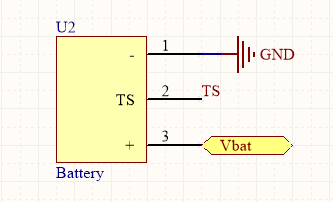 U2
- 1 GND
TS 2 TS
+ 3 Vbat
Battery